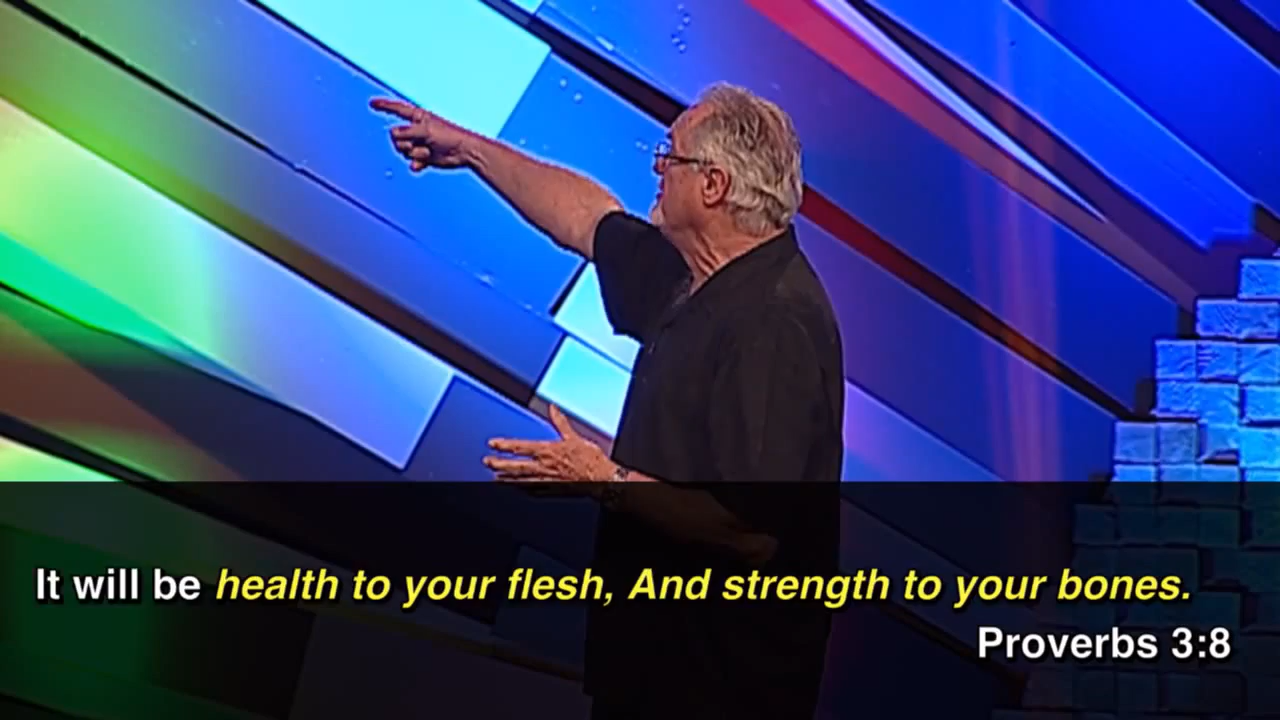 It will be health to your flesh, And strength to your bones.
Proverbs 3:8